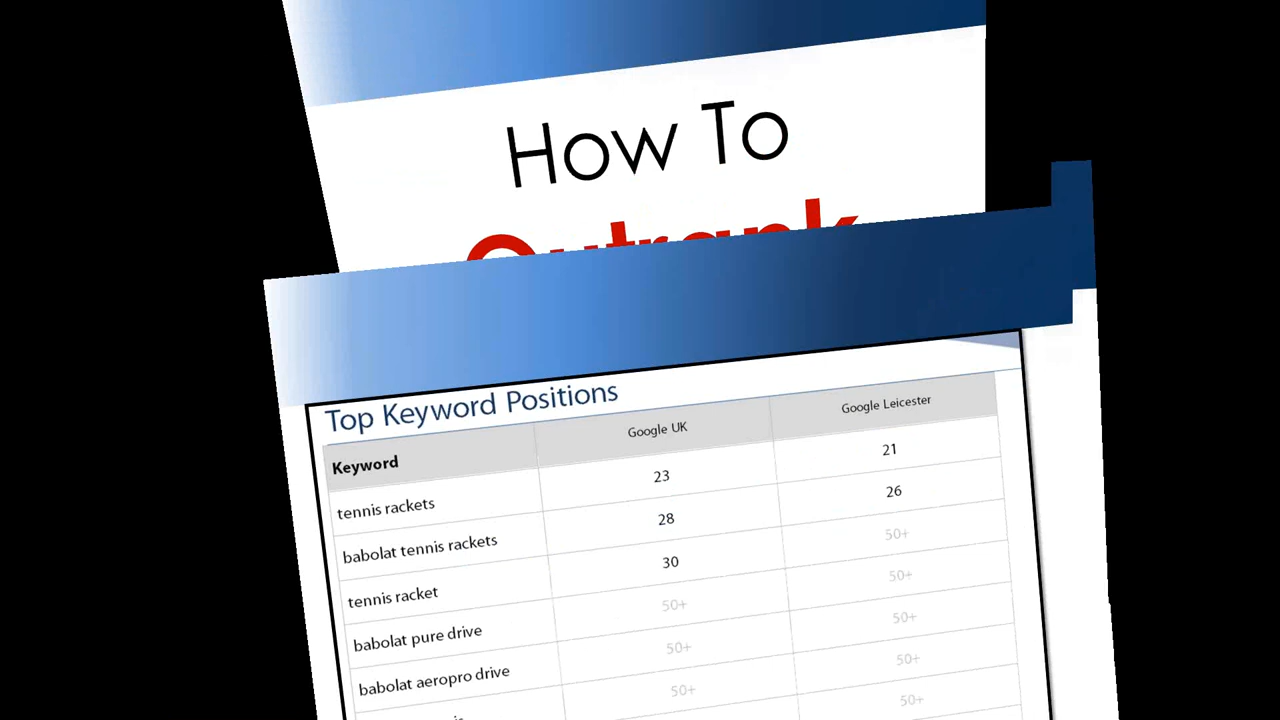 How To
Outrank
Top Keyword Positions
Keyword Google UK Google Leicester
tennis rackets 23 21
babolat tennis rackets 28 26
tennis racket 30 50+
babolat pure drive 50+ 50+
babolat aeropro drive 50+ 50+
50+ 50+
50+